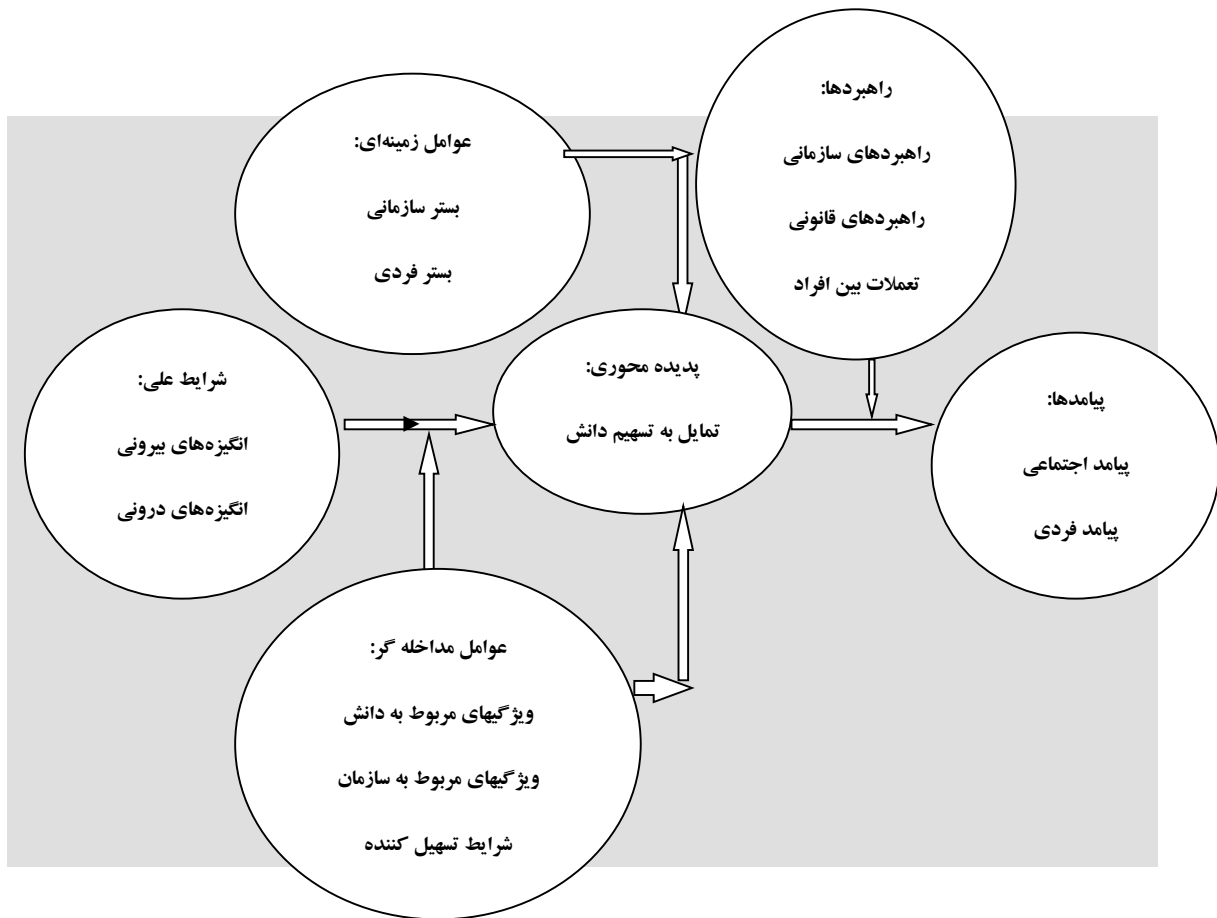 راهبردها:
راهبردهای سازمانی
راهبردهای قانونی
تعملات بین افراد
عوامل زمینه‌ای:
بستر سازمانی
بستر فردی
پدیده محوری:
تمایل به تسهیم دانش
شرایط علی:
انگیزه‌های بیرونی
انگیزه‌های درونی
پیامدها:
پیامد اجتماعی
پیامد فردی
عوامل مداخله گر:
ویژگیهای مربوط به دانش
ویژگیهای مربوط به سازمان
شرایط تسهیل کننده